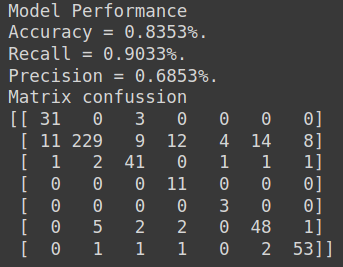 Model Performance
Accuracy = 0.8353%.
Recall = 0.9033%.
Precision = 0.6853%.
Matrix confussion
[[ 31 0 3 0 0 0 0]
[ 11 229 9 12 4 14 8]
[ 1 2 41 0 1 1 1]
[ 0 0 0 11 0 0 0]
[ 0 0 0 0 3 0 0]
[ 0 5 2 2 0 48 1]
[ 0 1 1 1 0 2 53]]